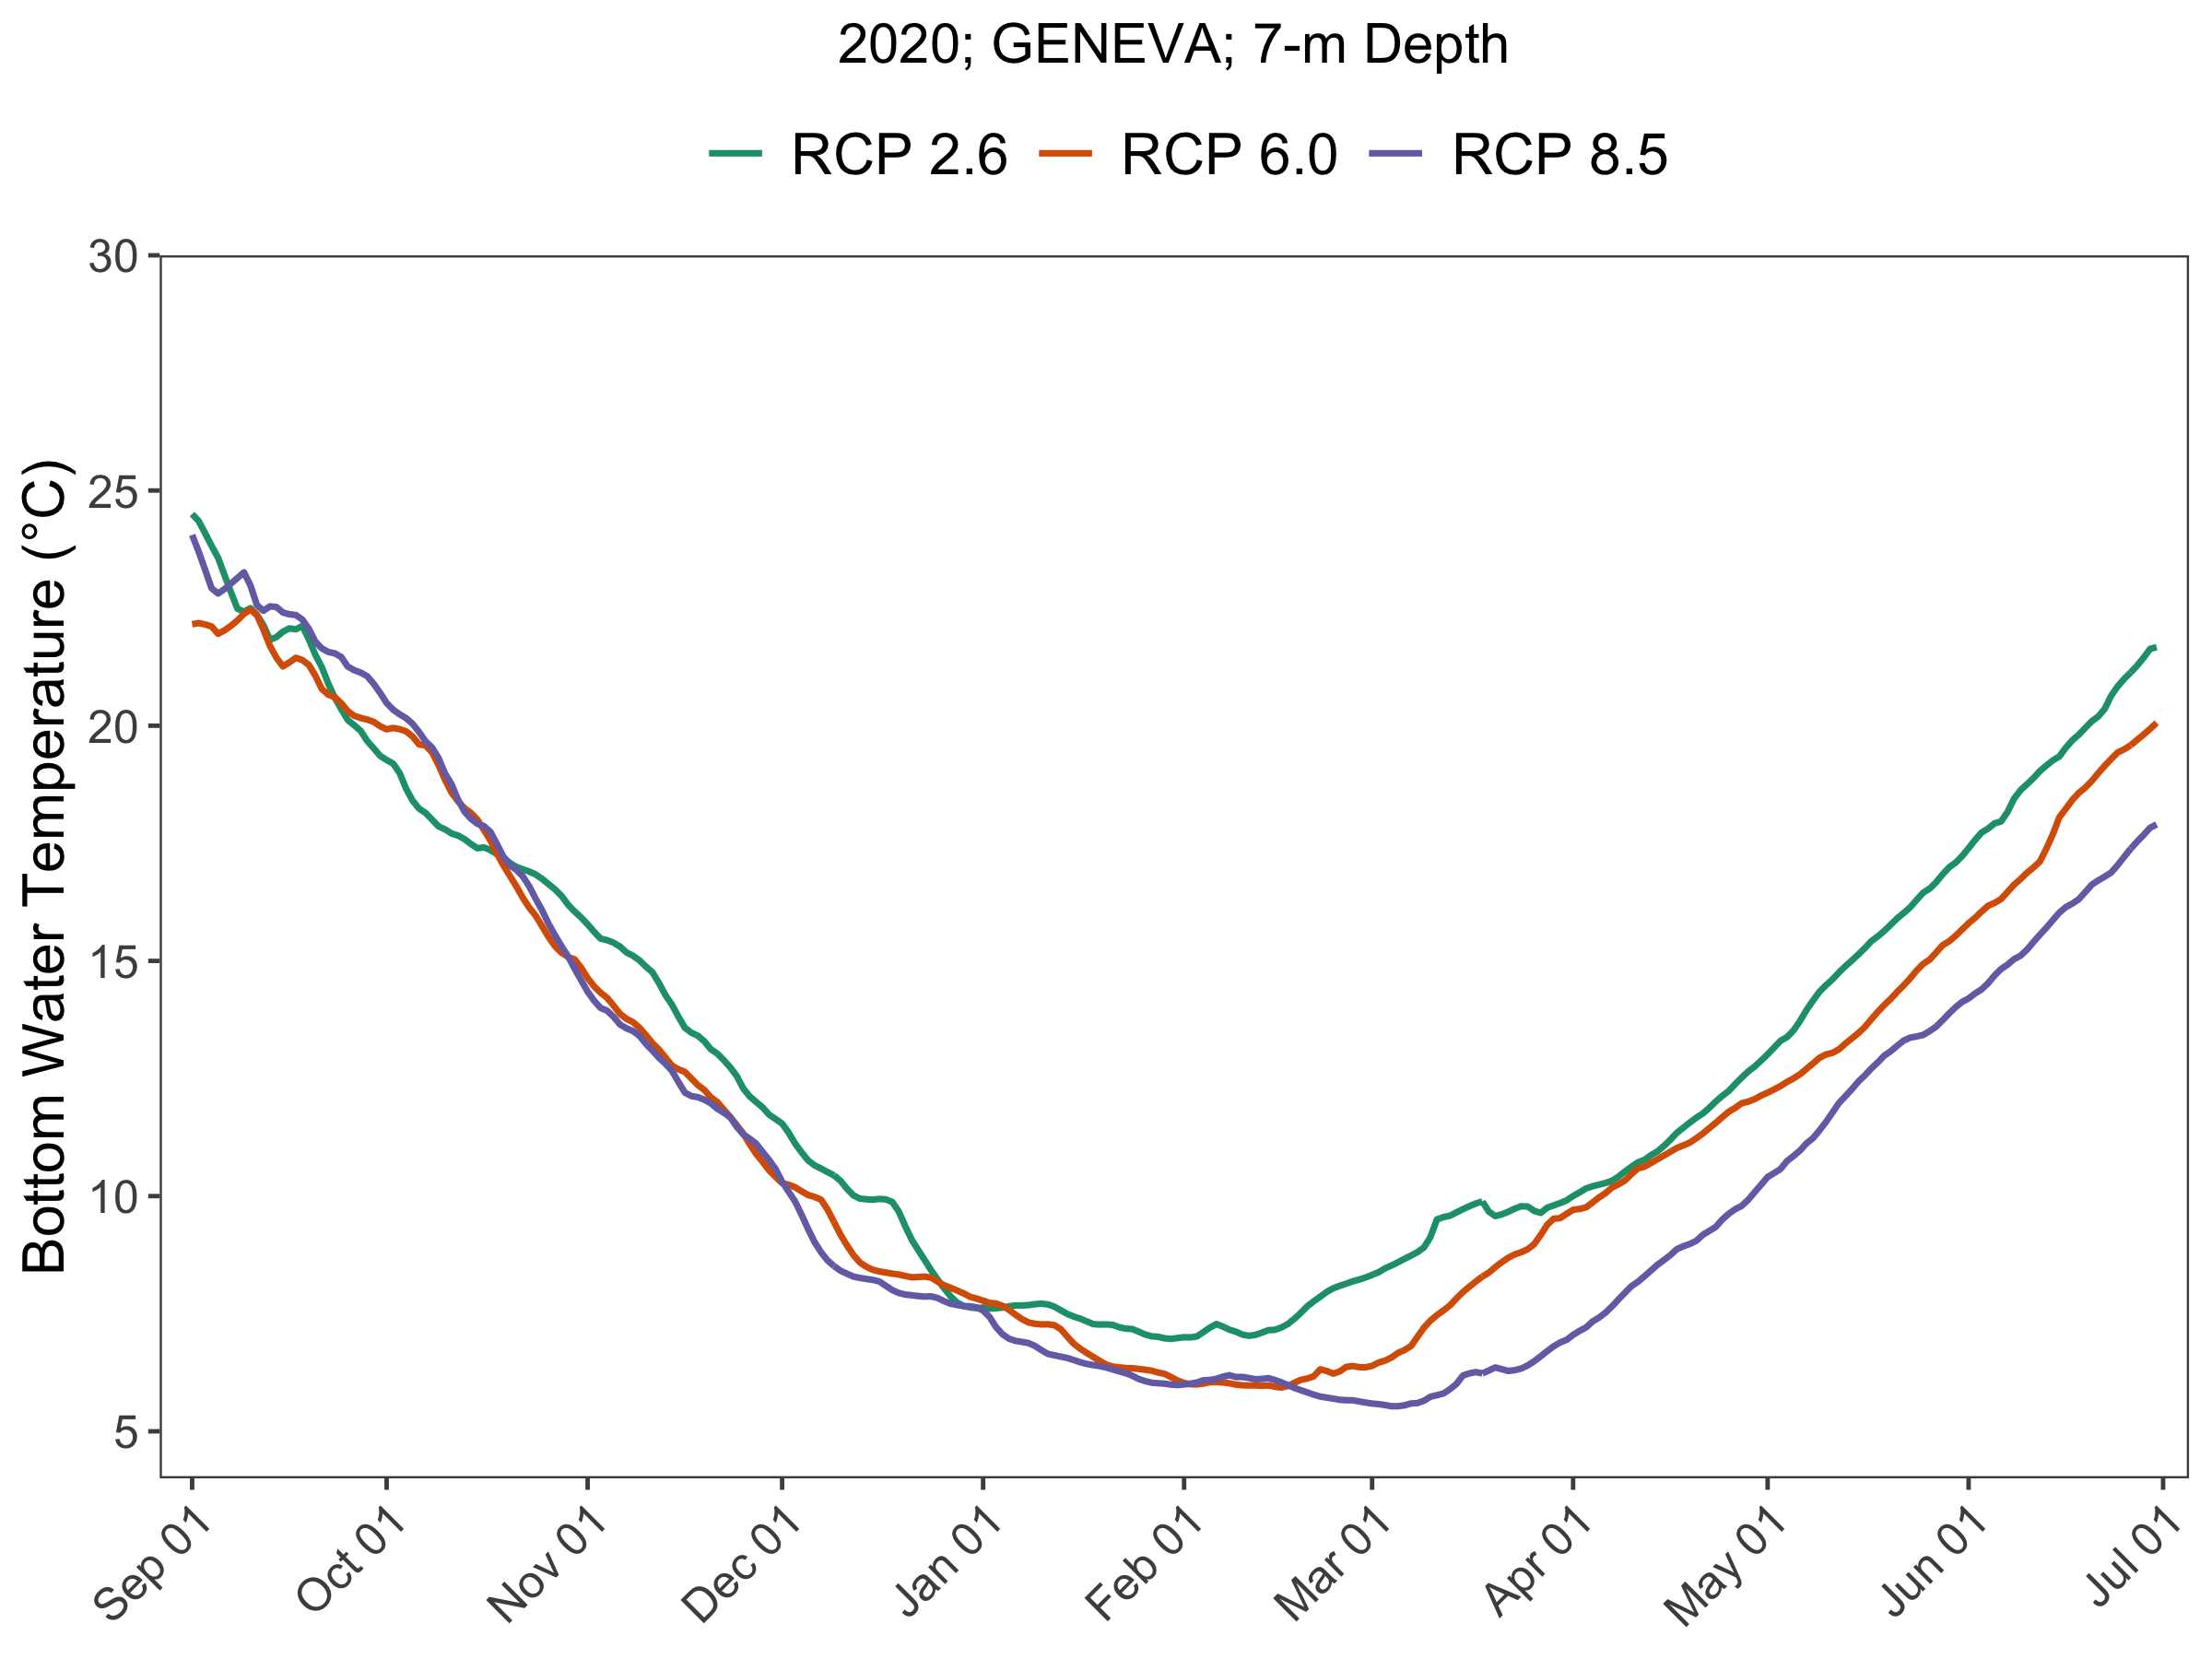 2020; GENEVA; 7-m Depth
RCP 2.6 RCP 6.0 RCP 8.5
30
25
20
15
10
5
Bottom Water Temperature (°C)
Sep 01 Oct 01 Nov 01 Dec 01 Jan 01 Feb 01 Mar 01 Apr 01 May 01 Jun 01 Jul 01